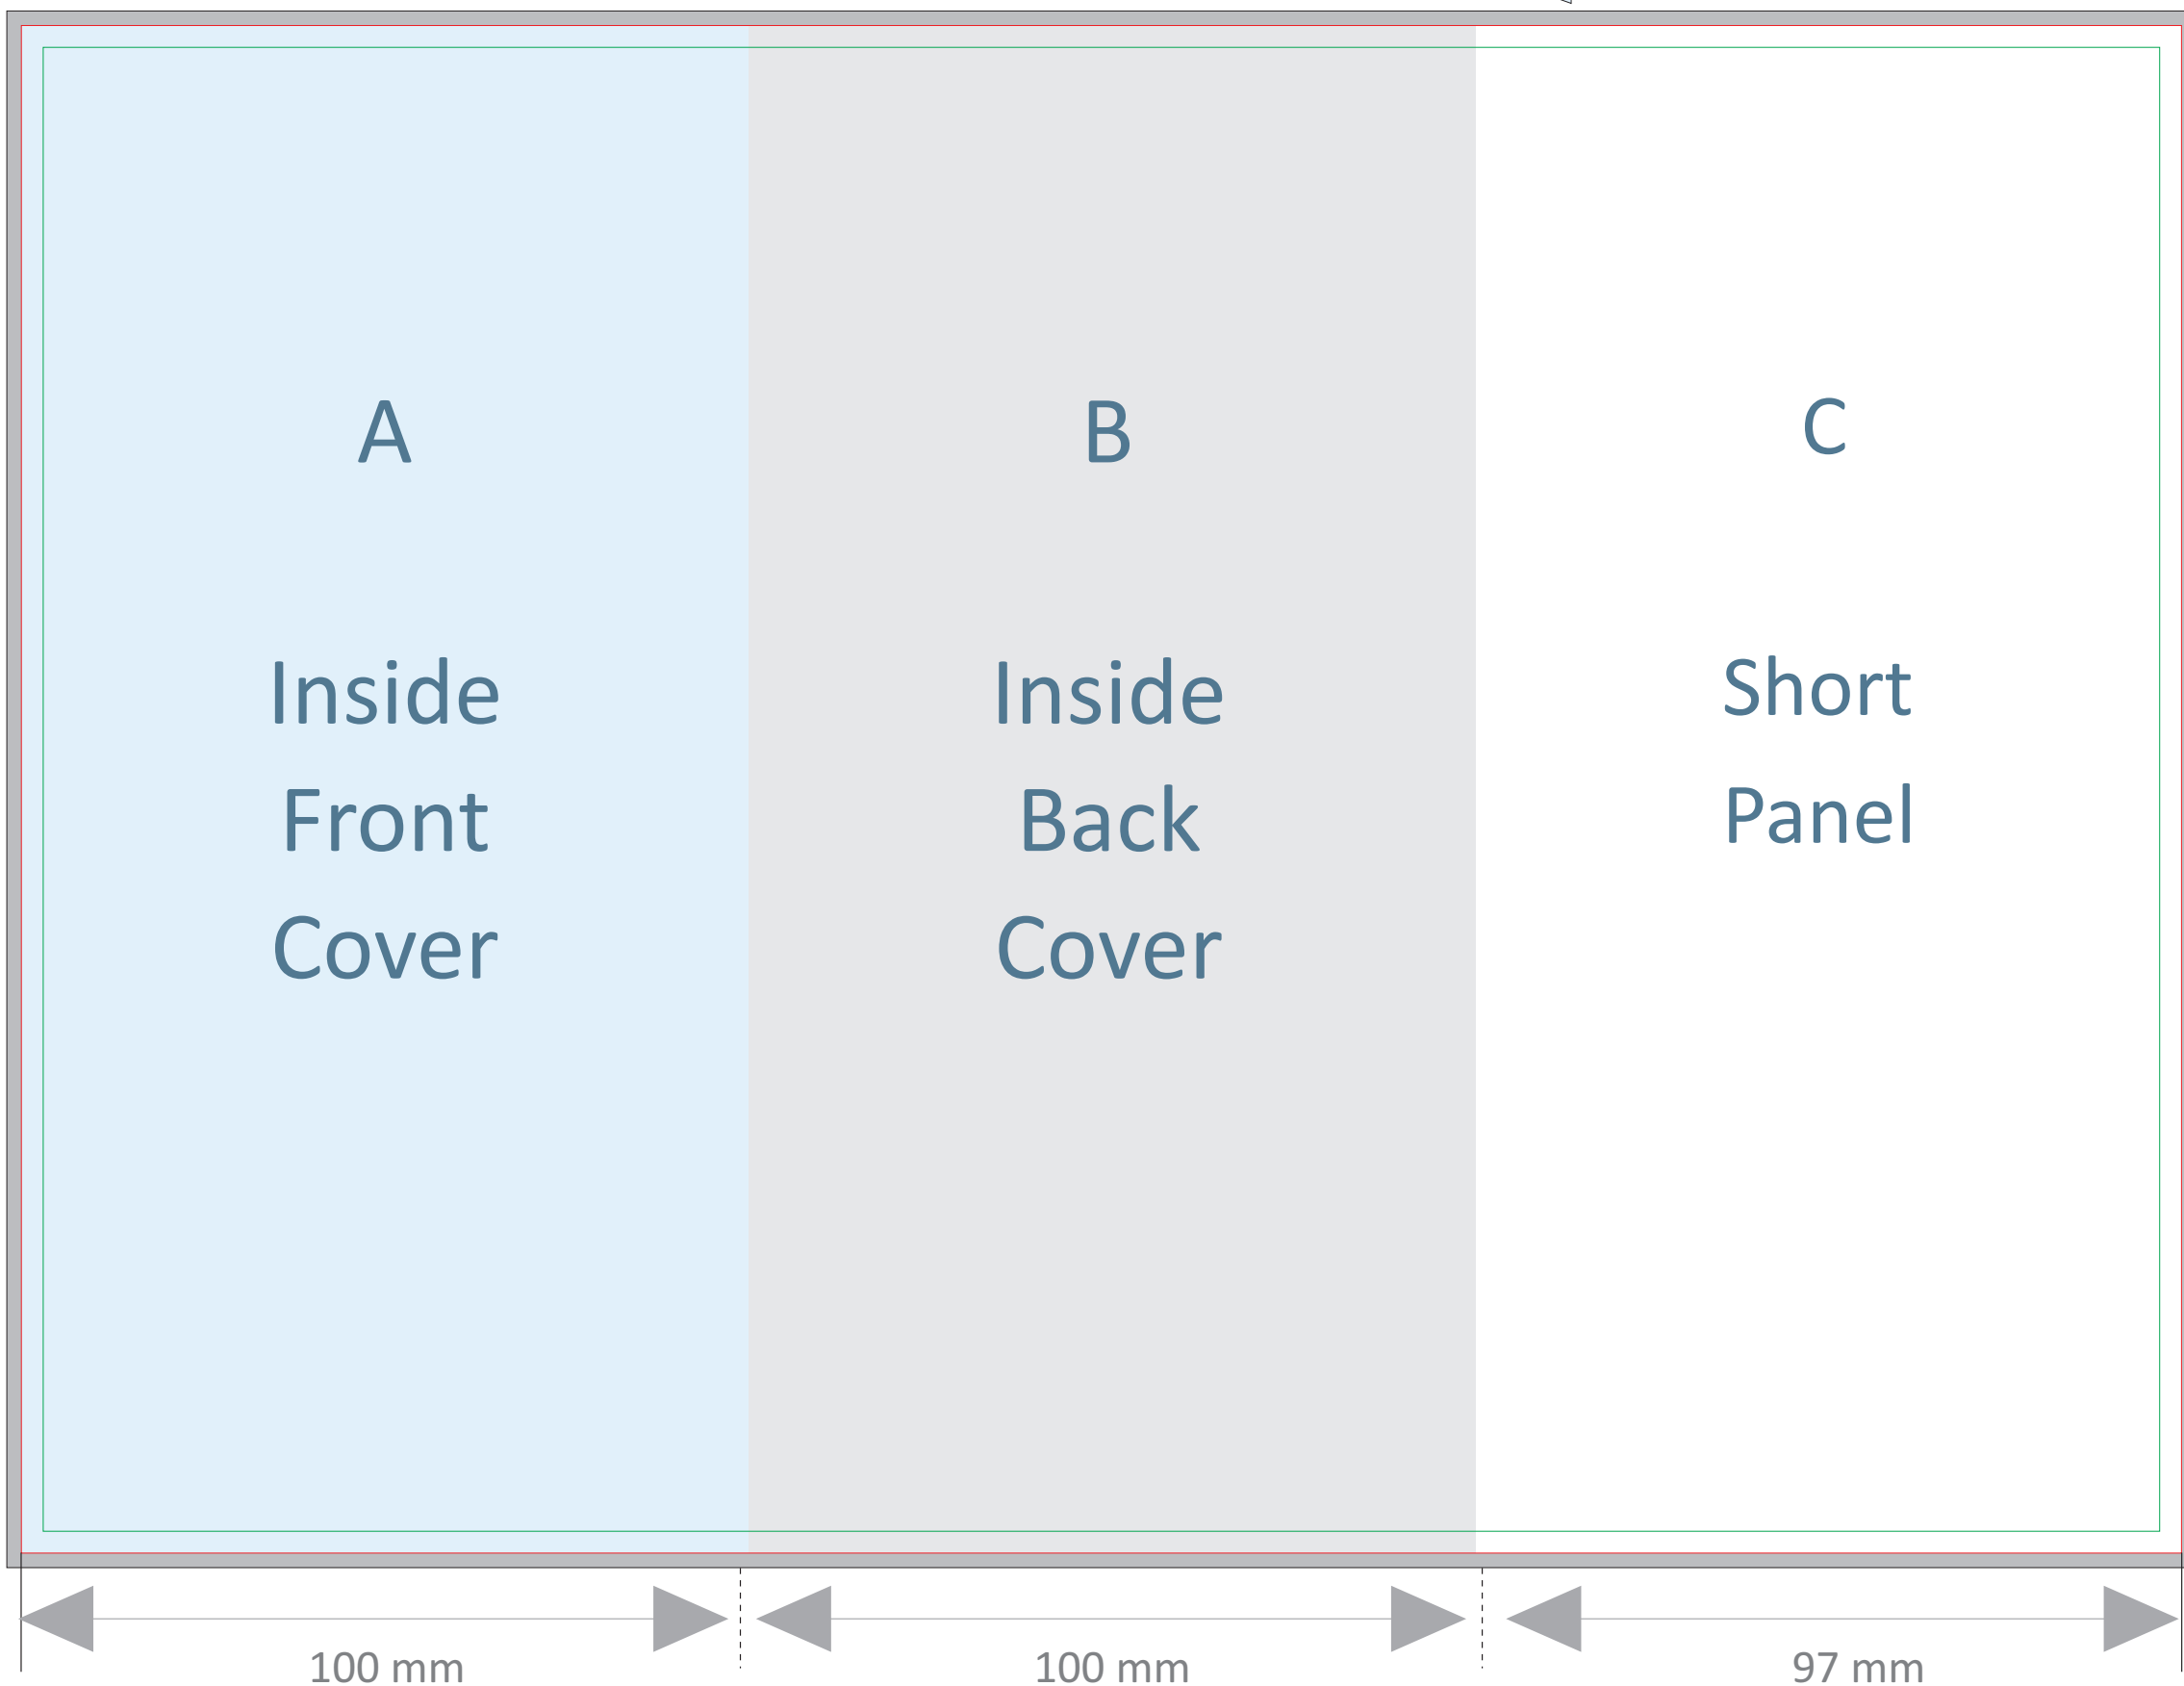 A
Inside
Front
Cover
B
Inside
Back
Cover
C
Short
Panel
100 mm
100 mm
97 mm